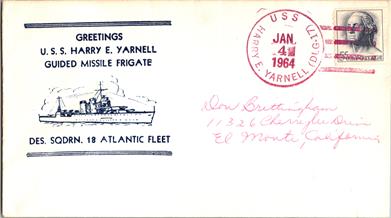 GREETINGS
U.S.S. HARRY E. YARNELL
GUIDED MISSILE FRIGATE
DES. SQDRN. 18 ATLANTIC FLEET
USS
HARRY E. YARNELL (DLG-17)
JAN
4
1964
Don Brettingham
11326 Cherrylee Drive
El Monte, California